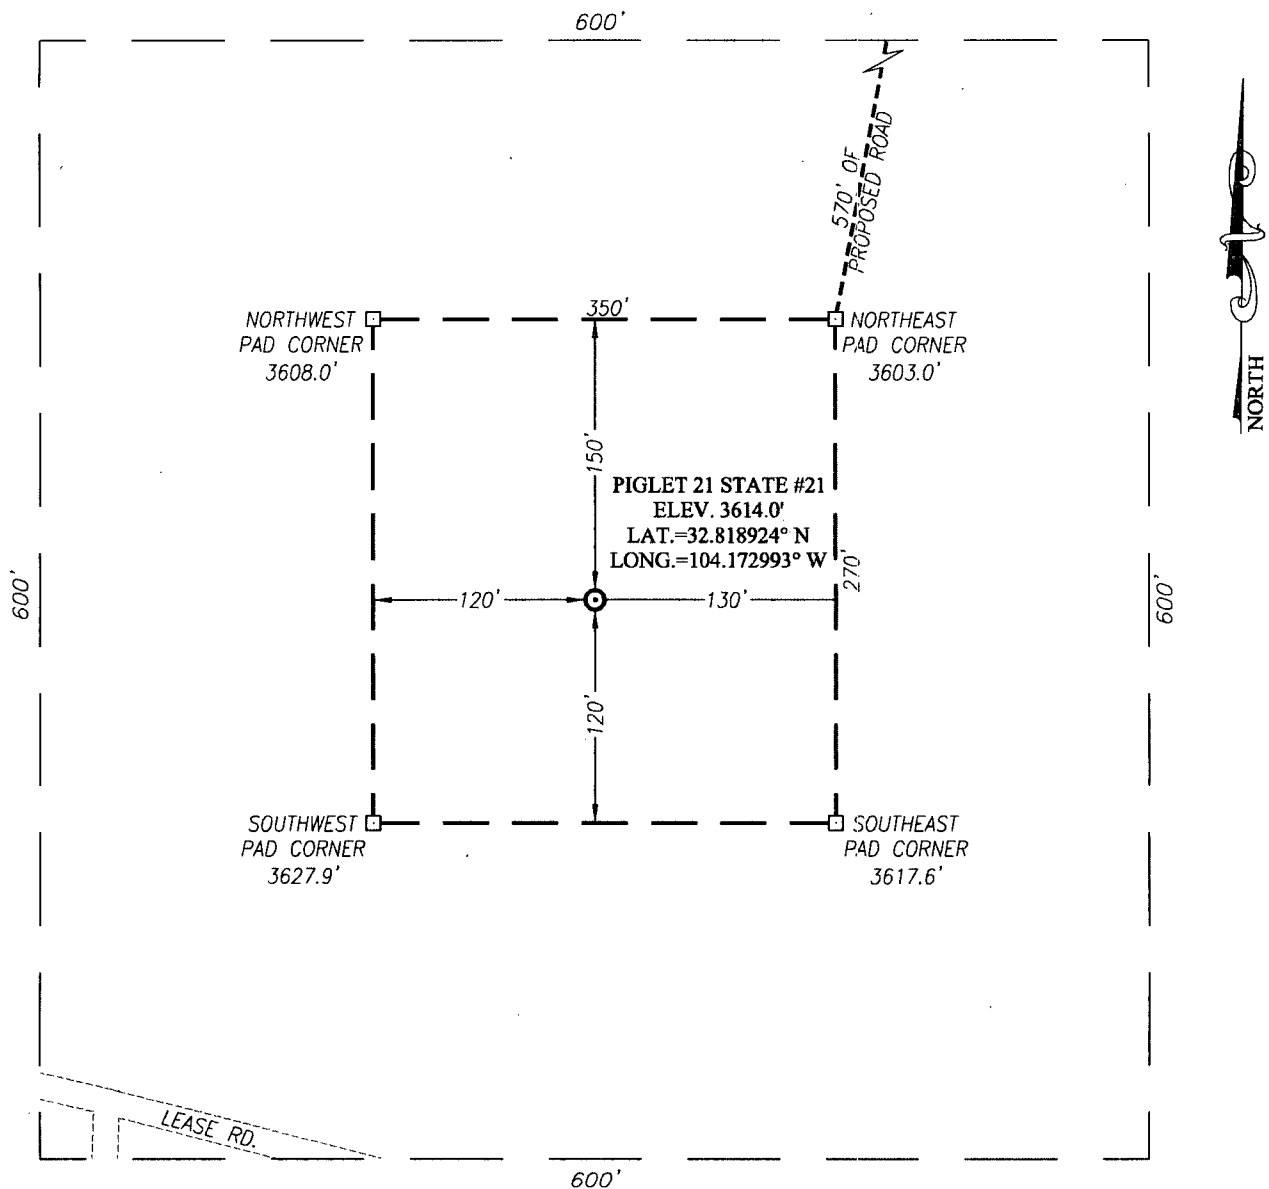 600'
570' OF
PROPOSED ROAD
NORTH
350'
NORTHWEST
PAD CORNER
3608.0'
NORTHEAST
PAD CORNER
3603.0'
150'
PIGLET 21 STATE #21
ELEV. 3614.0'
LAT.=32.818924° N
LONG.=104.172993° W
270'
600'
120'
130'
600'
120'
SOUTHWEST
PAD CORNER
3627.9'
SOUTHEAST
PAD CORNER
3617.6'
LEASE RD.
600'